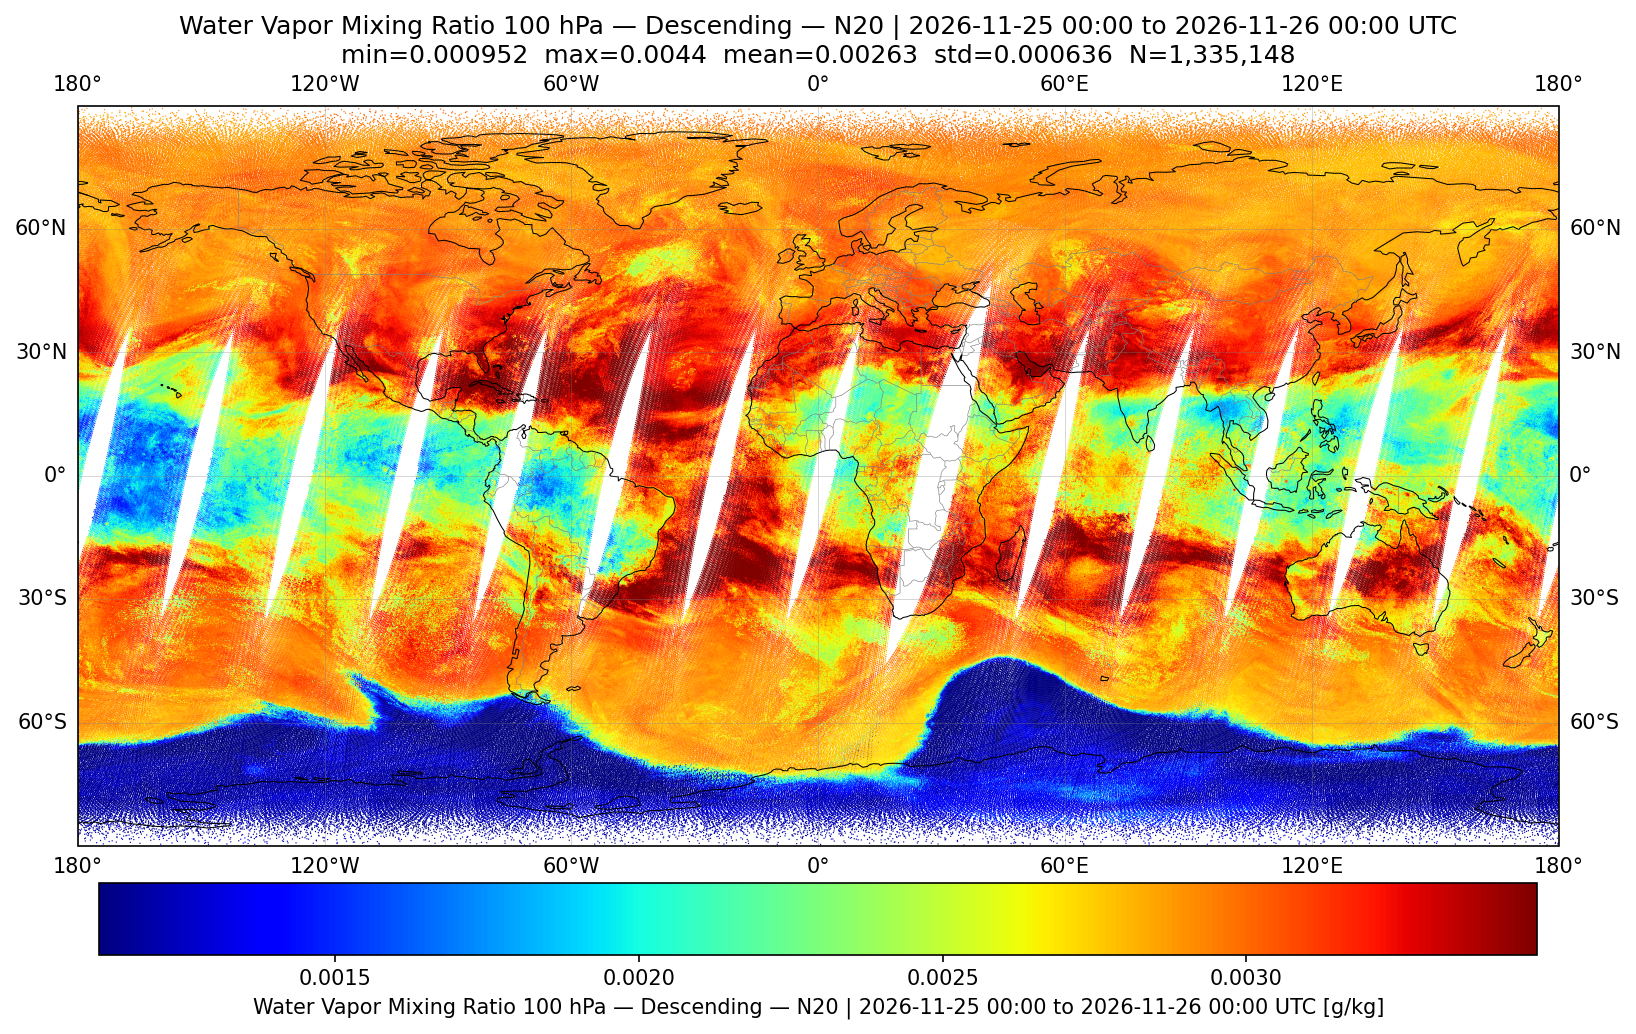 Water Vapor Mixing Ratio 100 hPa — Descending — N20 | 2026-11-25 00:00 to 2026-11-26 00:00 UTC
min=0.000952 max=0.0044 mean=0.00263 std=0.000636 N=1,335,148
180° 120°W 60°W 0° 60°E 120°E 180°
60°N 60°N
30°N 30°N
0° 0°
30°S 30°S
60°S 60°S
180° 120°W 60°W 0° 60°E 120°E 180°
0.0015 0.0020 0.0025 0.0030
Water Vapor Mixing Ratio 100 hPa — Descending — N20 | 2026-11-25 00:00 to 2026-11-26 00:00 UTC [g/kg]